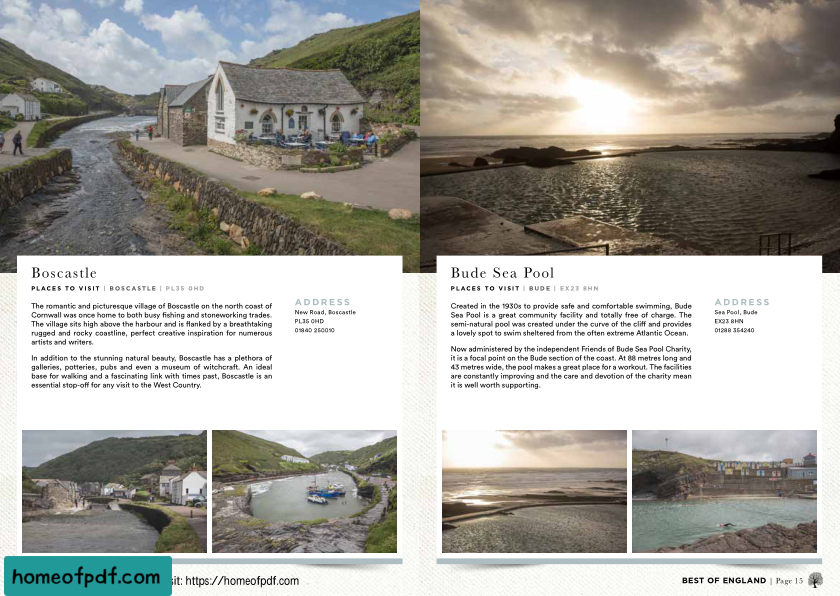 Boscastle
PLACES TO VISIT | BOSCASTLE | PL35 0HD
The romantic and picturesque village of Boscastle on the north coast of
Cornwall was once home to both busy fishing and stoneworking trades.
The village sits high above the harbour and is flanked by a breathtaking
rugged and rocky coastline, perfect creative inspiration for numerous
artists and writers.
In addition to the stunning natural beauty, Boscastle has a plethora of
galleries, potteries, pubs and even a museum of witchcraft. An ideal
base for walking and a fascinating link with times past, Boscastle is an
essential stop-off for any visit to the West Country.
ADDRESS
New Road, Boscastle
PL35 0HD
01840 250010
Bude Sea Pool
PLACES TO VISIT | BUDE | EX23 8HN
Created in the 1930s to provide safe and comfortable swimming, Bude
Sea Pool is a great community facility and totally free of charge. The
semi-natural pool was created under the curve of the cliff and provides
a lovely spot to swim sheltered from the often extreme Atlantic Ocean.
Now administered by the independent Friends of Bude Sea Pool Charity,
it is a focal point on the Bude section of the coast. At 88 metres long and
43 metres wide, the pool makes a great place for a workout. The facilities
are constantly improving and the care and devotion of the charity mean
it is well worth supporting.
ADDRESS
Sea Pool, Bude
EX23 8HN
01288 354240
homeofpdf.com
sit: https://homeofpdf.com
BEST OF ENGLAND | Page 15